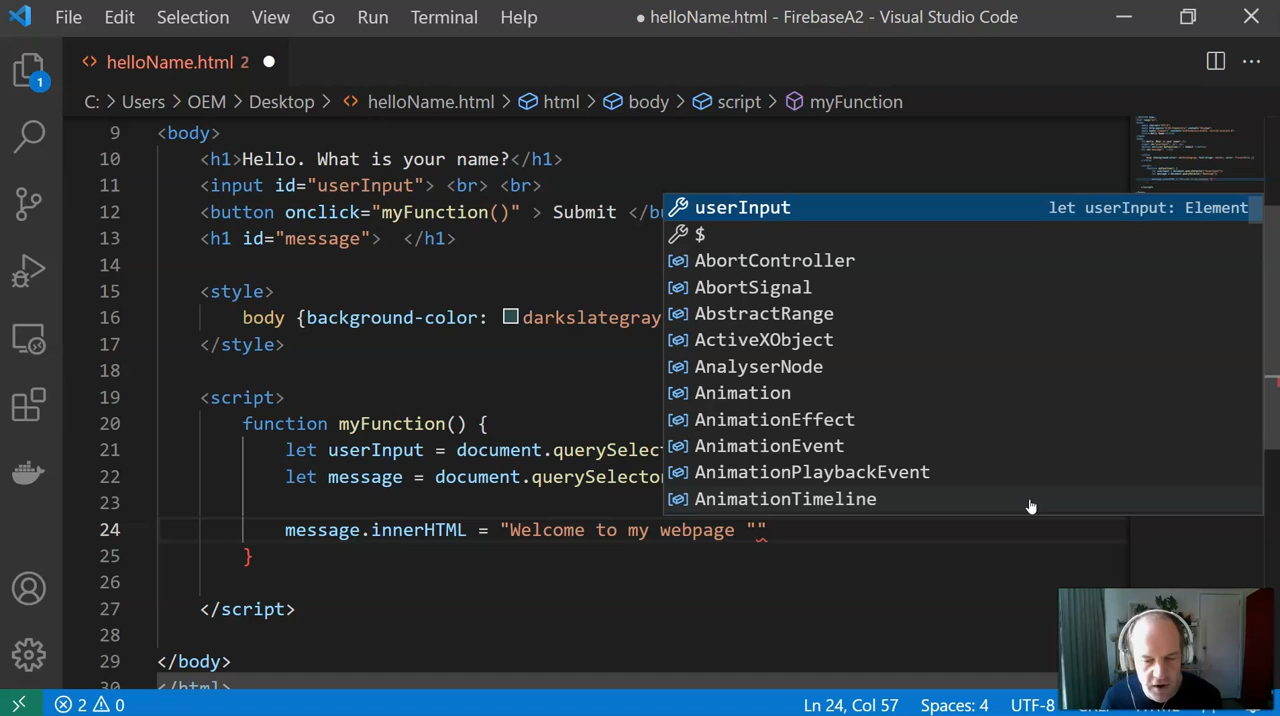 File Edit Selection View Go Run Terminal Help ● helloName.html - FirebaseA2 - Visual Studio Code
1
<> helloName.html 2 ●
C: > Users > OEM > Desktop > <> helloName.html > html > body > script > myFunction
9 <body>
10 <h1>Hello. What is your name?</h1>
11 <input id="userInput"> <br> <br>
12 <button onclick="myFunction()" > Submit </bu
13 <h1 id="message">  </h1>
14
15 <style>
16 body {background-color: darkslategray
17 </style>
18
19 <script>
20 function myFunction() {
21 let userInput = document.querySelect
22 let message = document.querySelector
23
24 message.innerHTML = "Welcome to my webpage ""
25 }
26
27 </script>
28
29 </body>
30 </html>
userInput let userInput: Element
$
AbortController
AbortSignal
AbstractRange
ActiveXObject
AnalyserNode
Animation
AnimationEffect
AnimationEvent
AnimationPlaybackEvent
AnimationTimeline
2 0 Ln 24, Col 57 Spaces: 4 UTF-8